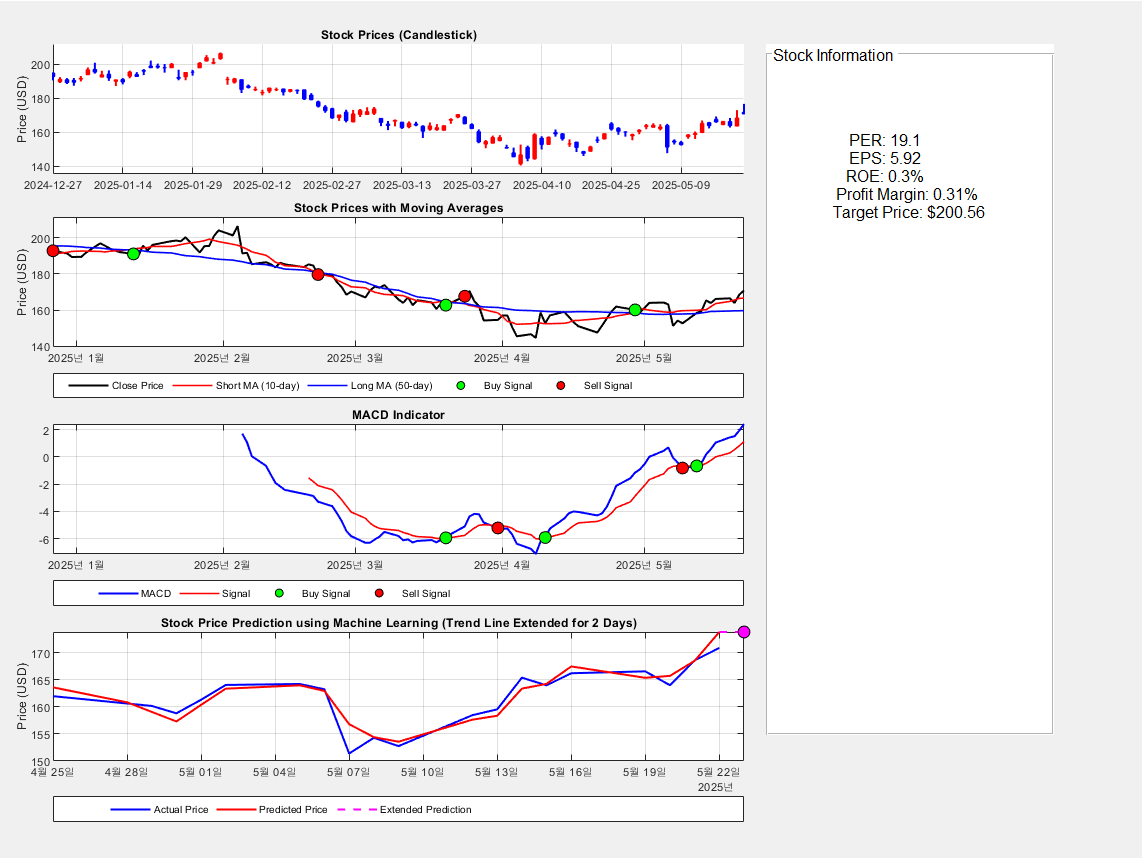 Stock Prices (Candlestick)
Price (USD)
200
180
160
140
2024-12-27 2025-01-14 2025-01-29 2025-02-12 2025-02-27 2025-03-13 2025-03-27 2025-04-10 2025-04-25 2025-05-09
Stock Prices with Moving Averages
Price (USD)
200
180
160
140
2025년 1월 2025년 2월 2025년 3월 2025년 4월 2025년 5월
Close Price Short MA (10-day) Long MA (50-day) Buy Signal Sell Signal
MACD Indicator
2
0
-2
-4
-6
2025년 1월 2025년 2월 2025년 3월 2025년 4월 2025년 5월
MACD Signal Buy Signal Sell Signal
Stock Price Prediction using Machine Learning (Trend Line Extended for 2 Days)
Price (USD)
170
165
160
155
150
4월 25일 4월 28일 5월 01일 5월 04일 5월 07일 5월 10일 5월 13일 5월 16일 5월 19일 5월 22일
2025년
Actual Price Predicted Price Extended Prediction
Stock Information
PER: 19.1
EPS: 5.92
ROE: 0.3%
Profit Margin: 0.31%
Target Price: $200.56